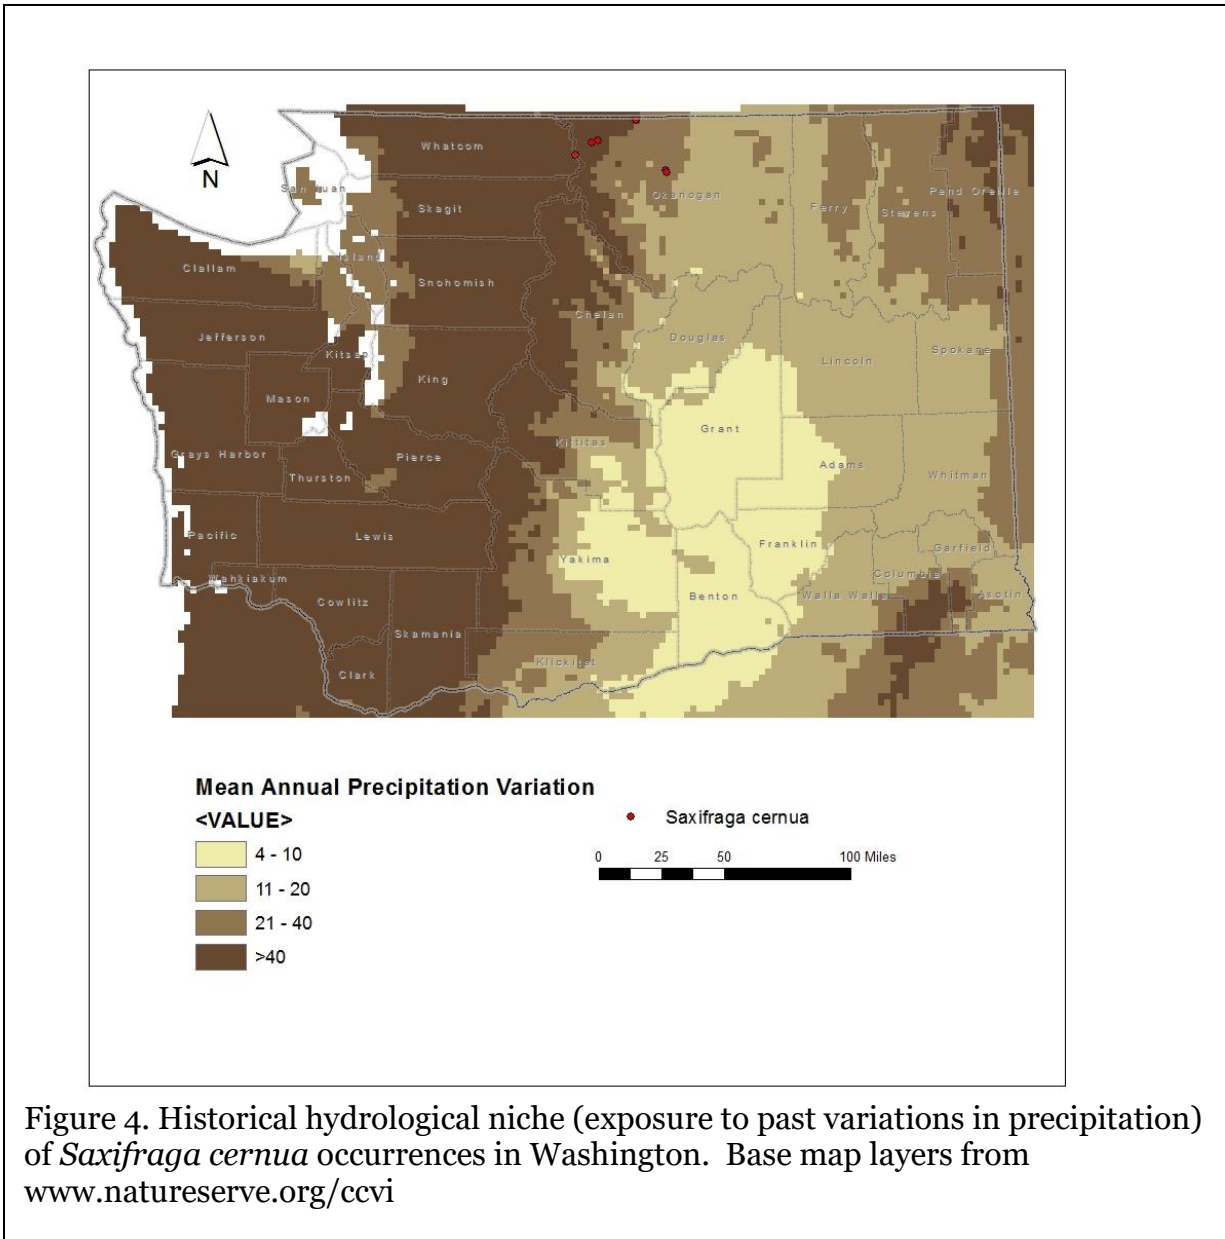 N
Whatcom
San Juan
Skagit
Okanogan
Ferry
Stevens
Pend Oreille
Island
Clallam
Snohomish
Chelan
Jefferson
Douglas
Kitsap
Lincoln
Spokane
King
Mason
Grant
Kittitas
Grays Harbor
Pierce
Adams
Thurston
Whitman
Pacific
Lewis
Franklin
Garfield
Yakima
Columbia
Wahkiakum
Benton
Walla Walla
Asotin
Cowlitz
Skamania
Klickitat
Clark
Mean Annual Precipitation Variation
<VALUE>
4 - 10
11 - 20
21 - 40
>40
Saxifraga cernua
0 25 50 100 Miles
Figure 4. Historical hydrological niche (exposure to past variations in precipitation)
of Saxifraga cernua occurrences in Washington. Base map layers from
www.natureserve.org/ccvi